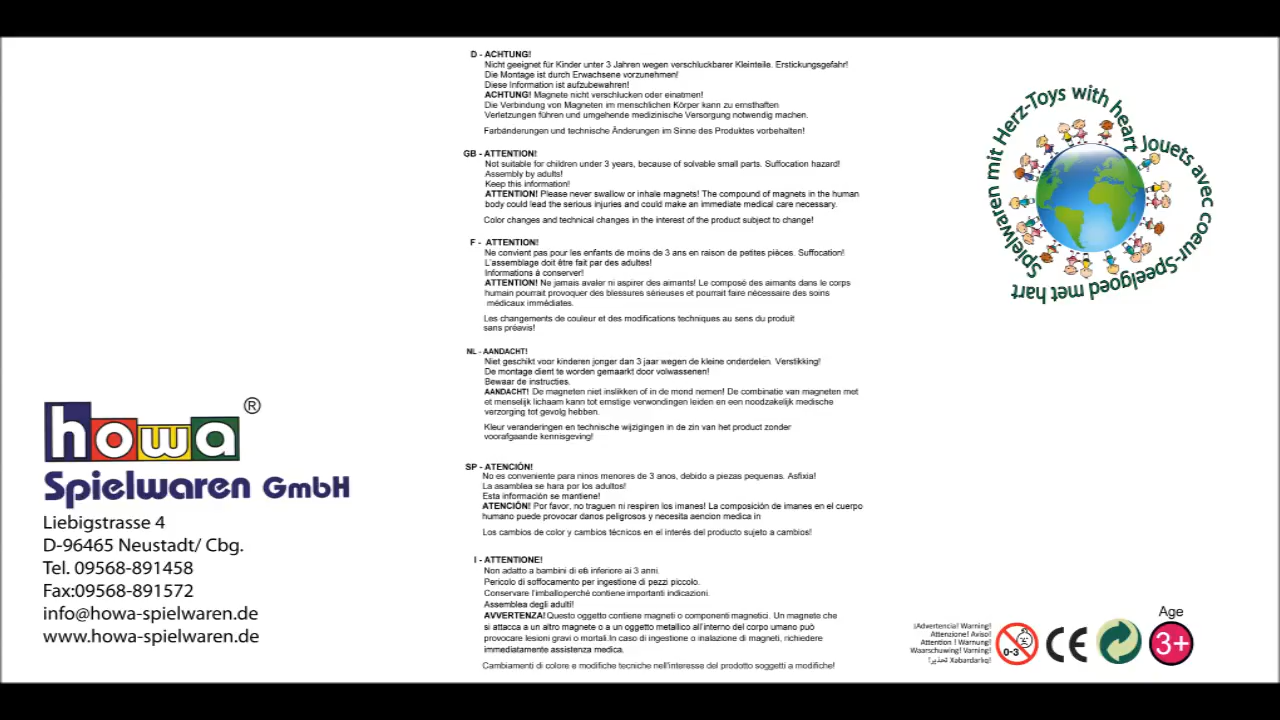 D - ACHTUNG!
Nicht geeignet für Kinder unter 3 Jahren wegen verschluckbarer Kleinteile. Erstickungsgefahr!
Die Montage ist durch Erwachsene vorzunehmen!
Diese Information ist aufzubewahren!
ACHTUNG! Magnete nicht verschlucken oder einatmen!
Die Verbindung von Magneten im menschlichen Körper kann zu ernsthaften
Verletzungen führen und umgehende medizinische Versorgung notwendig machen.
Farbänderungen und technische Änderungen im Sinne des Produktes vorbehalten!
GB - ATTENTION!
Not suitable for children under 3 years, because of solvable small parts. Suffocation hazard!
Assembly by adults!
Keep this information!
ATTENTION! Please never swallow or inhale magnets! The compound of magnets in the human
body could lead the serious injuries and could make an immediate medical care necessary.
Color changes and technical changes in the interest of the product subject to change!
F - ATTENTION!
Ne convient pas pour les enfants de moins de 3 ans en raison de petites pièces. Suffocation!
L'assemblage doit être fait par des adultes!
Informations à conserver!
ATTENTION! Ne jamais avaler ni aspirer des aimants! Le composé des aimants dans le corps
humain pourrait provoquer des blessures sérieuses et pourrait faire nécessaire des soins
médicaux immédiates.
Les changements de couleur et des modifications techniques au sens du produit
sans préavis!
NL - AANDACHT!
Niet geschikt voor kinderen jonger dan 3 jaar wegen de kleine onderdelen. Verstikking!
De montage dient te worden gemaarkt door volwassenen!
Bewaar de instructies.
AANDACHT! De magneten niet inslikken of in de mond nemen! De combinatie van magneten met
et menselijk lichaam kann tot ernstige verwondingen leiden en een noodzakelijk medische
verzorging tot gevolg hebben.
Kleur veranderingen en technische wijzigingen in de zin van het product zonder
voorafgaande kennisgeving!
SP - ATENCIÓN!
No es conveniente para ninos menores de 3 anos, debido a piezas pequenas. Asfixia!
La asamblea se hara por los adultos!
Esta información se mantiene!
ATENCIÓN! Por favor, no traguen ni respiren los imanes! La composición de imanes en el cuerpo
humano puede provocar danos peligrosos y necesita aencion medica in
Los cambios de color y cambios técnicos en el interés del producto sujeto a cambios!
I - ATTENTIONE!
Non adatto a bambini di età inferiore ai 3 anni.
Pericolo di soffocamento per ingestione di pezzi piccolo.
Conservare l'imballoperché contiene importanti indicazioni.
Assemblea degli adulti!
AVVERTENZA! Questo oggetto contiene magneti o componenti magnetici. Un magnete che
si attacca a un altro magnete o a un oggetto metallico all'interno del corpo umano può
provocare lesioni gravi o mortali.In caso di ingestione o inalazione di magneti, richiedere
immediatamente assistenza medica.
Cambiamenti di colore e modifiche tecniche nell'interesse del prodotto soggetti a modifiche!
howa ®
Spielwaren GmbH
Liebigstrasse 4
D-96465 Neustadt/ Cbg.
Tel. 09568-891458
Fax:09568-891572
info@howa-spielwaren.de
www.howa-spielwaren.de
Spielwaren mit Herz-Toys with heart
Jouets avec coeur-Speelgoed met hart
¡Advertencia! Warning!
Attenzione! Aviso!
Attention ! Warnung!
Waarschuwing! Varning!
تحذير! Xəbərdarlıq!
0-3
CE
Age
3+